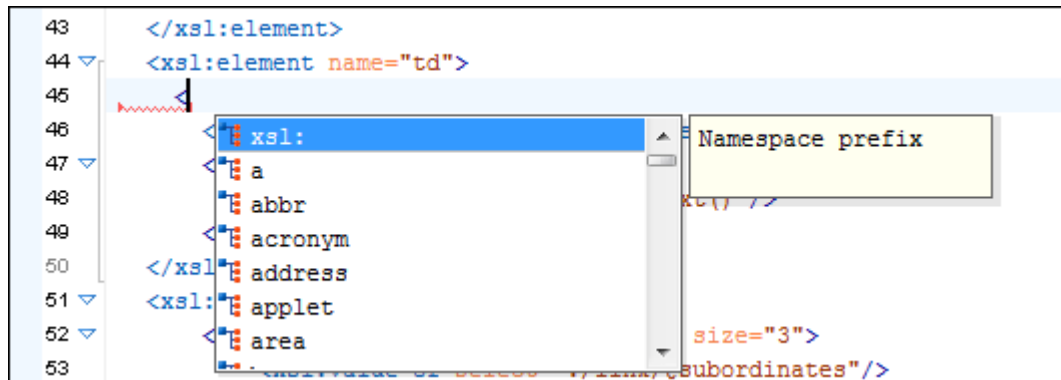 43 </xsl:element>
44 <xsl:element name="td">
45 <
46 < xsl: Namespace prefix
47 < a
48 abbr xt() />
49 < acronym
50 </xsl address
51 <xsl: applet
52 < area size="3">
53 subordinates"/>